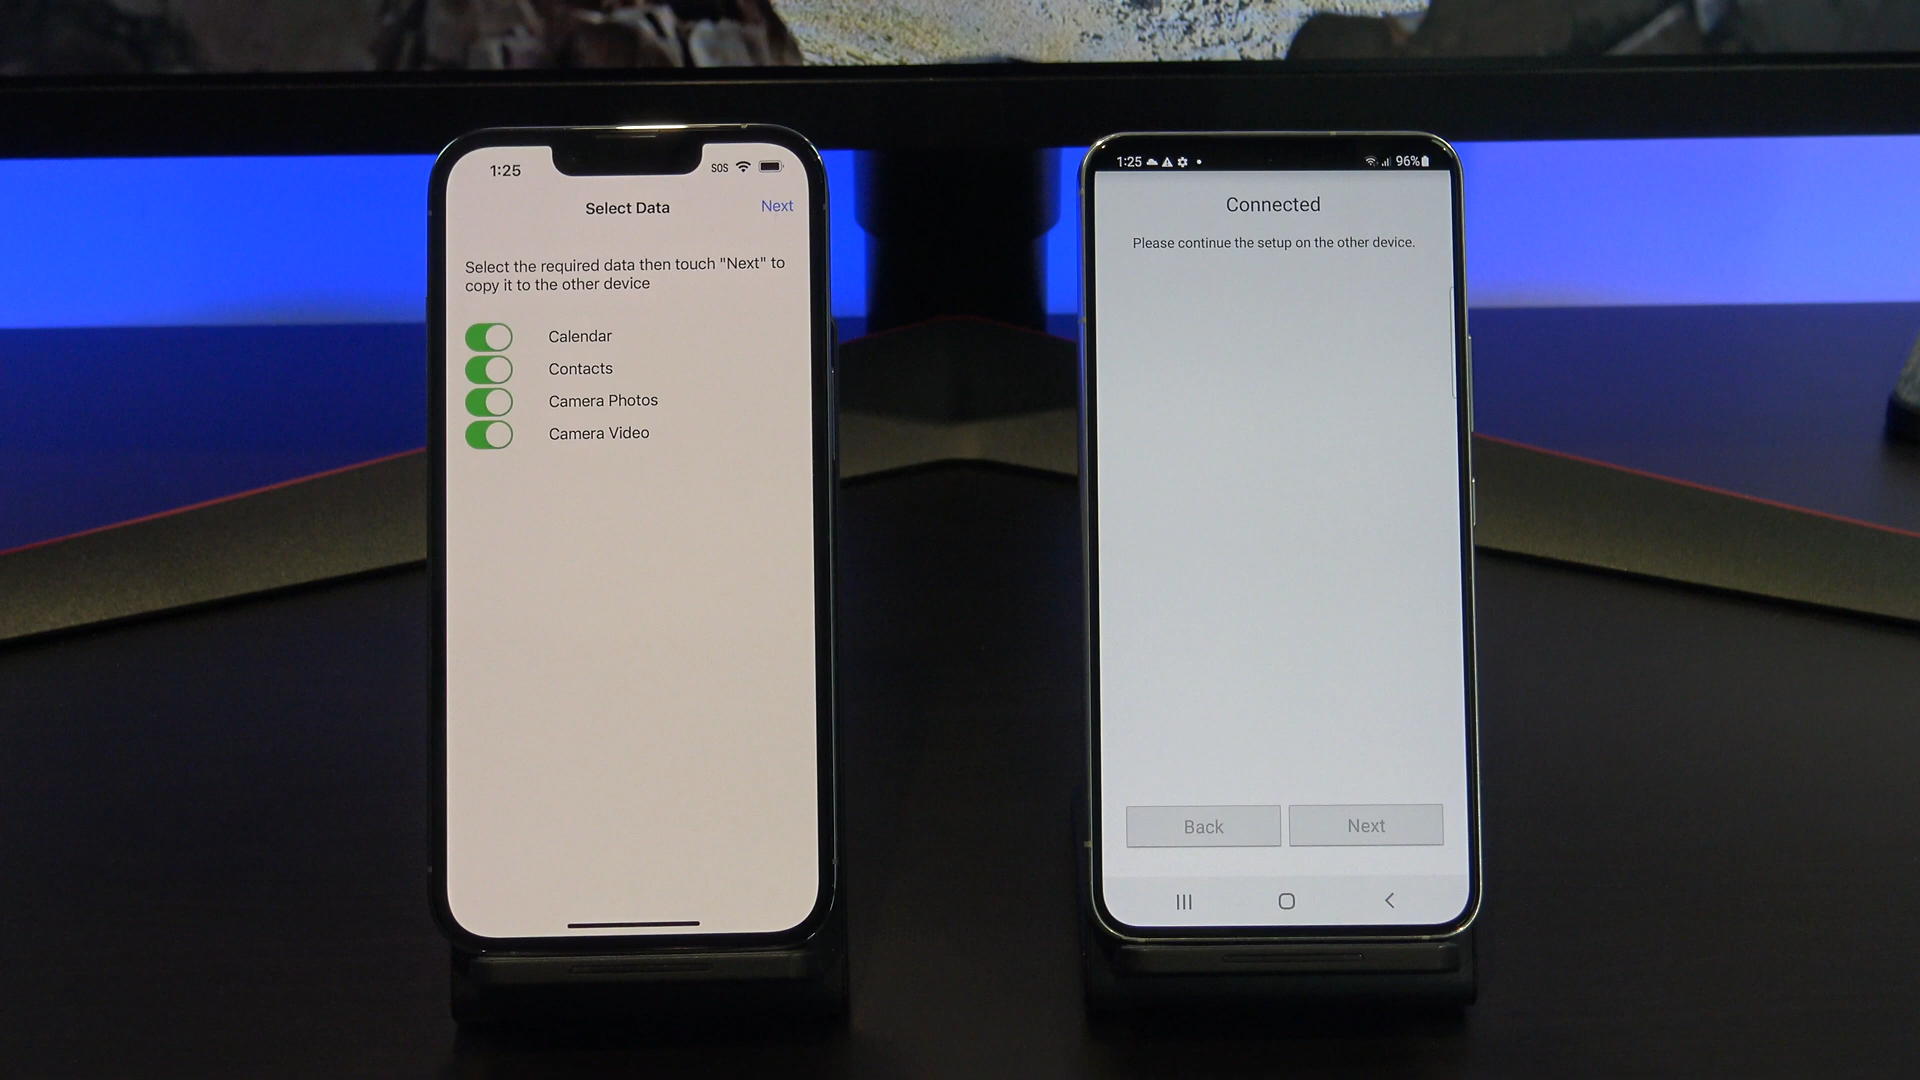 1:25
SOS
Select Data
Next
Select the required data then touch "Next" to
copy it to the other device
Calendar
Contacts
Camera Photos
Camera Video
1:25
96%
Connected
Please continue the setup on the other device.
Back
Next